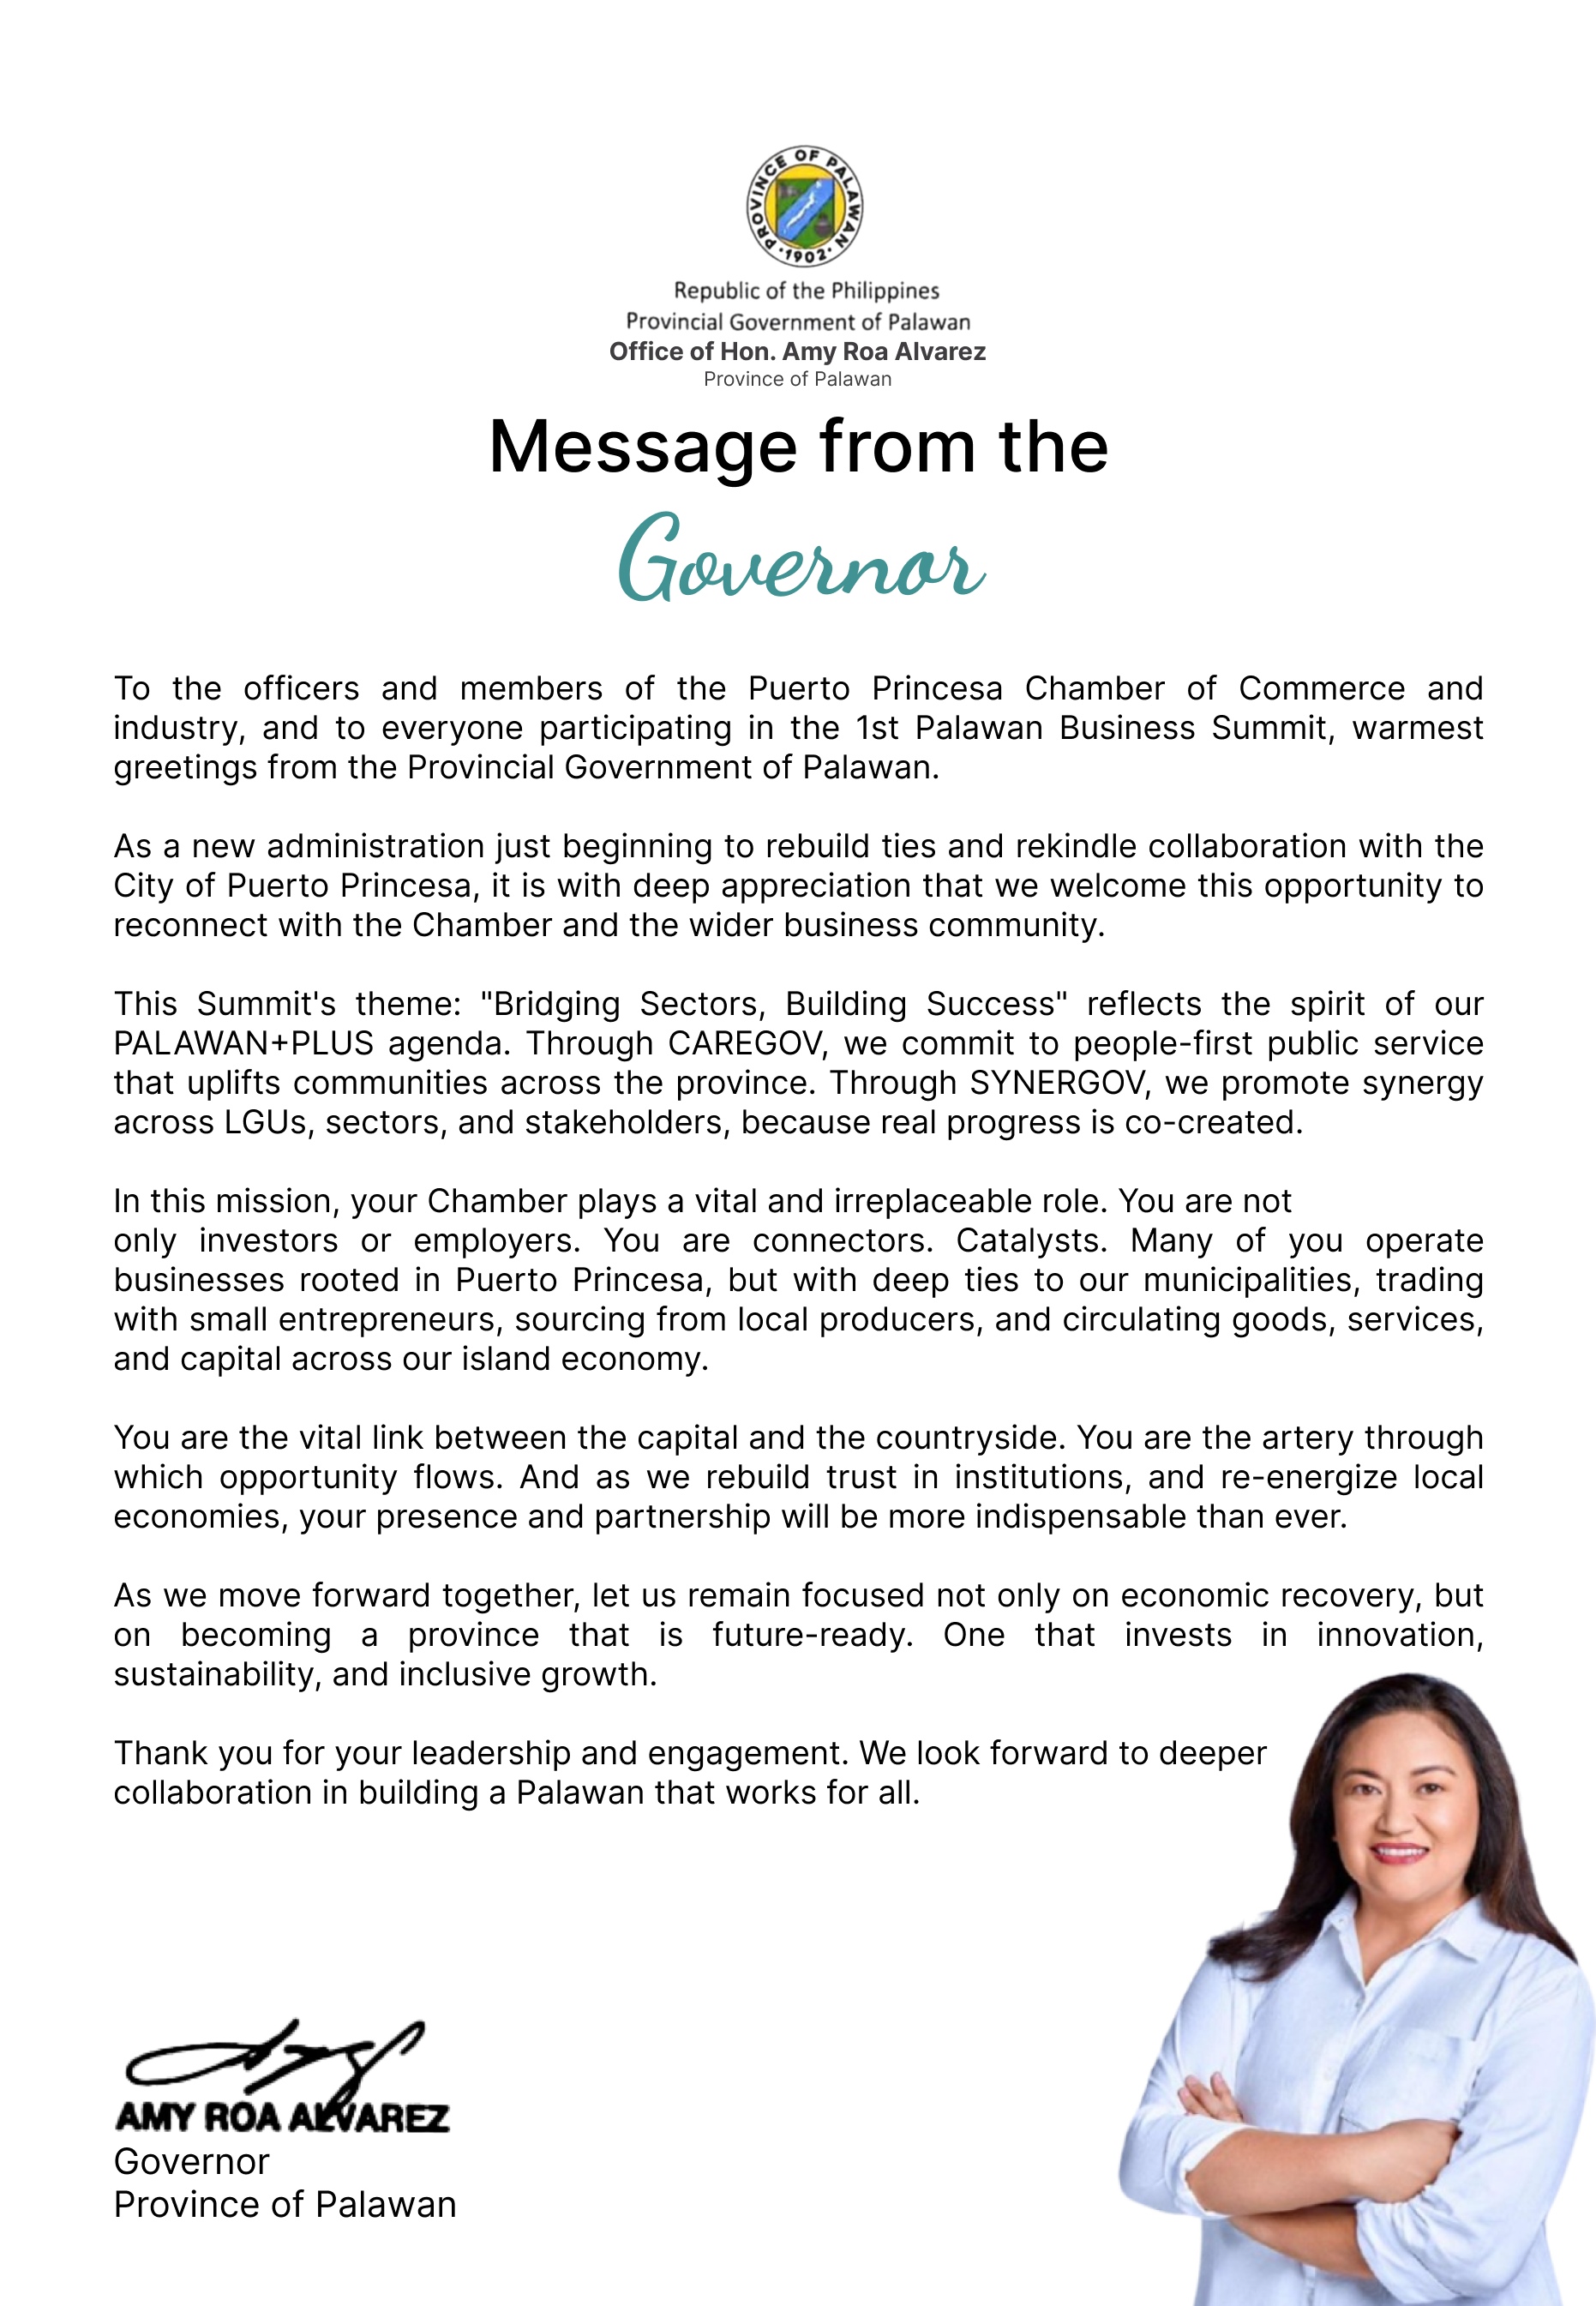 PROVINCE OF PALAWAN
1902
Republic of the Philippines
Provincial Government of Palawan
Office of Hon. Amy Roa Alvarez
Province of Palawan
Message from the
Governor
To the officers and members of the Puerto Princesa Chamber of Commerce and
industry, and to everyone participating in the 1st Palawan Business Summit, warmest
greetings from the Provincial Government of Palawan.
As a new administration just beginning to rebuild ties and rekindle collaboration with the
City of Puerto Princesa, it is with deep appreciation that we welcome this opportunity to
reconnect with the Chamber and the wider business community.
This Summit's theme: "Bridging Sectors, Building Success" reflects the spirit of our
PALAWAN+PLUS agenda. Through CAREGOV, we commit to people-first public service
that uplifts communities across the province. Through SYNERGOV, we promote synergy
across LGUs, sectors, and stakeholders, because real progress is co-created.
In this mission, your Chamber plays a vital and irreplaceable role. You are not
only investors or employers. You are connectors. Catalysts. Many of you operate
businesses rooted in Puerto Princesa, but with deep ties to our municipalities, trading
with small entrepreneurs, sourcing from local producers, and circulating goods, services,
and capital across our island economy.
You are the vital link between the capital and the countryside. You are the artery through
which opportunity flows. And as we rebuild trust in institutions, and re-energize local
economies, your presence and partnership will be more indispensable than ever.
As we move forward together, let us remain focused not only on economic recovery, but
on becoming a province that is future-ready. One that invests in innovation,
sustainability, and inclusive growth.
Thank you for your leadership and engagement. We look forward to deeper
collaboration in building a Palawan that works for all.
AMY ROA ALVAREZ
Governor
Province of Palawan